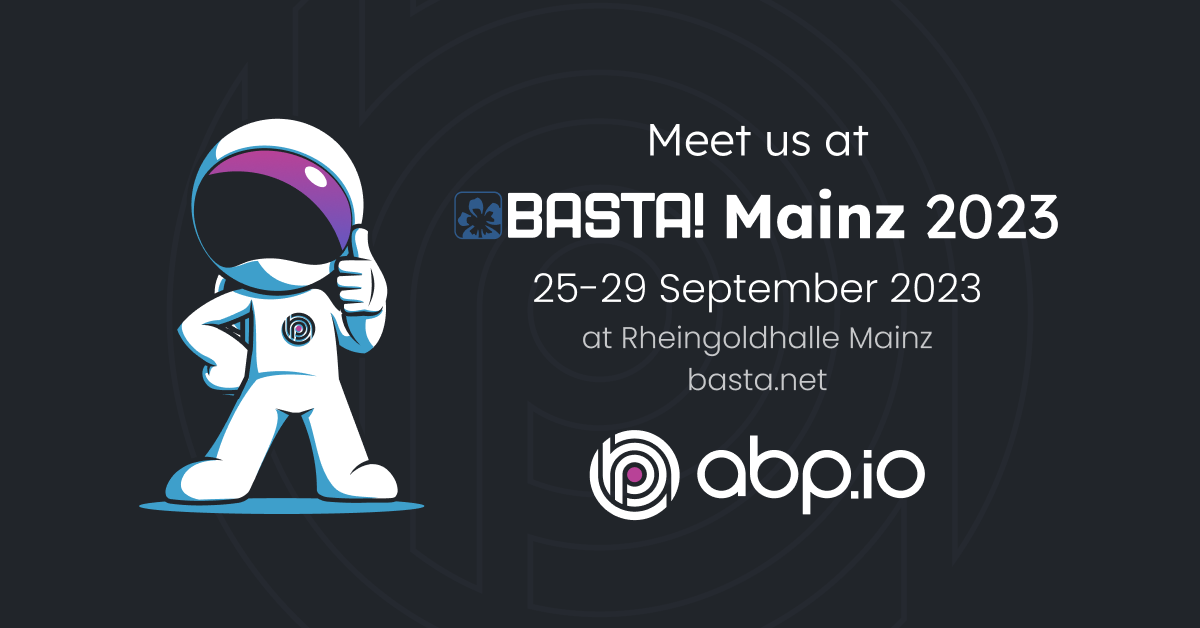 Meet us at
BASTA! Mainz 2023
25-29 September 2023
at Rheingoldhalle Mainz
basta.net
abp.io